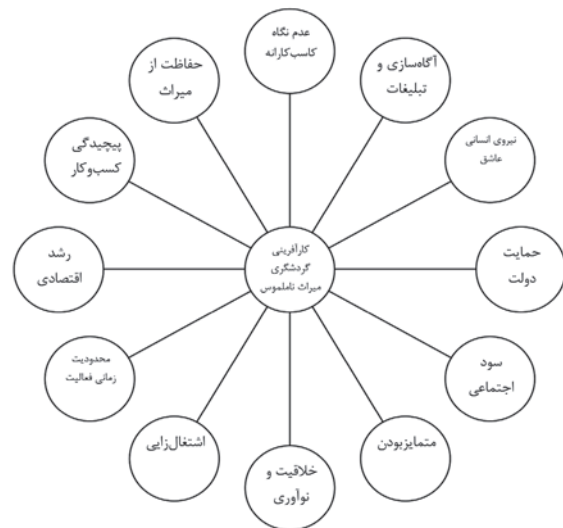 عدم نگاه
کاسب‌کارانه
آگاه‌سازی و
تبلیغات
نیروی انسانی
عاشق
حمایت
دولت
سود
اجتماعی
متمایزبودن
خلاقیت و
نوآوری
اشتغال‌زایی
محدودیت
زمانی فعالیت
رشد
اقتصادی
پیچیدگی
کسب‌وکار
حفاظت از
میراث
کارآفرینی
گردشگری
میراث ناملموس